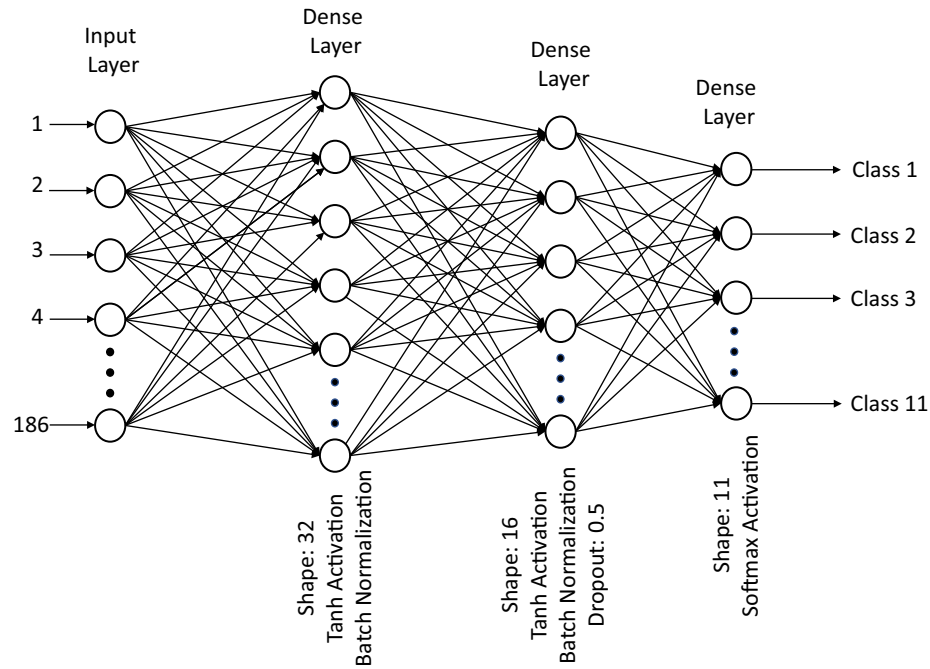 Input
Layer
Dense
Layer
Dense
Layer
Dense
Layer
1
2
3
4
186
Class 1
Class 2
Class 3
Class 11
Shape: 32
Tanh Activation
Batch Normalization
Shape: 16
Tanh Activation
Batch Normalization
Dropout: 0.5
Shape: 11
Softmax Activation